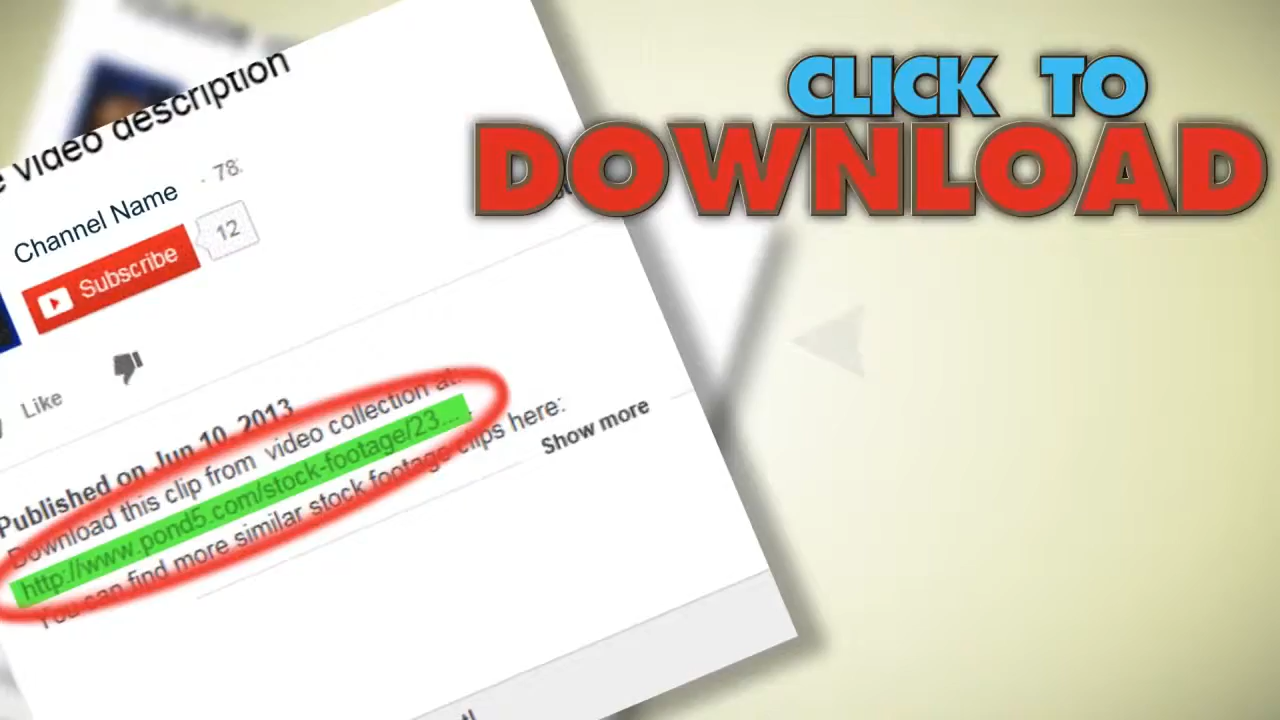 CLICK TO
DOWNLOAD
video description
Channel Name
78
Subscribe
12
Like
Published on Jun 10, 2013
Download this clip from video collection at:
http://www.pond5.com/stock-footage/23...
You can find more similar stock footage clips here:
Show more